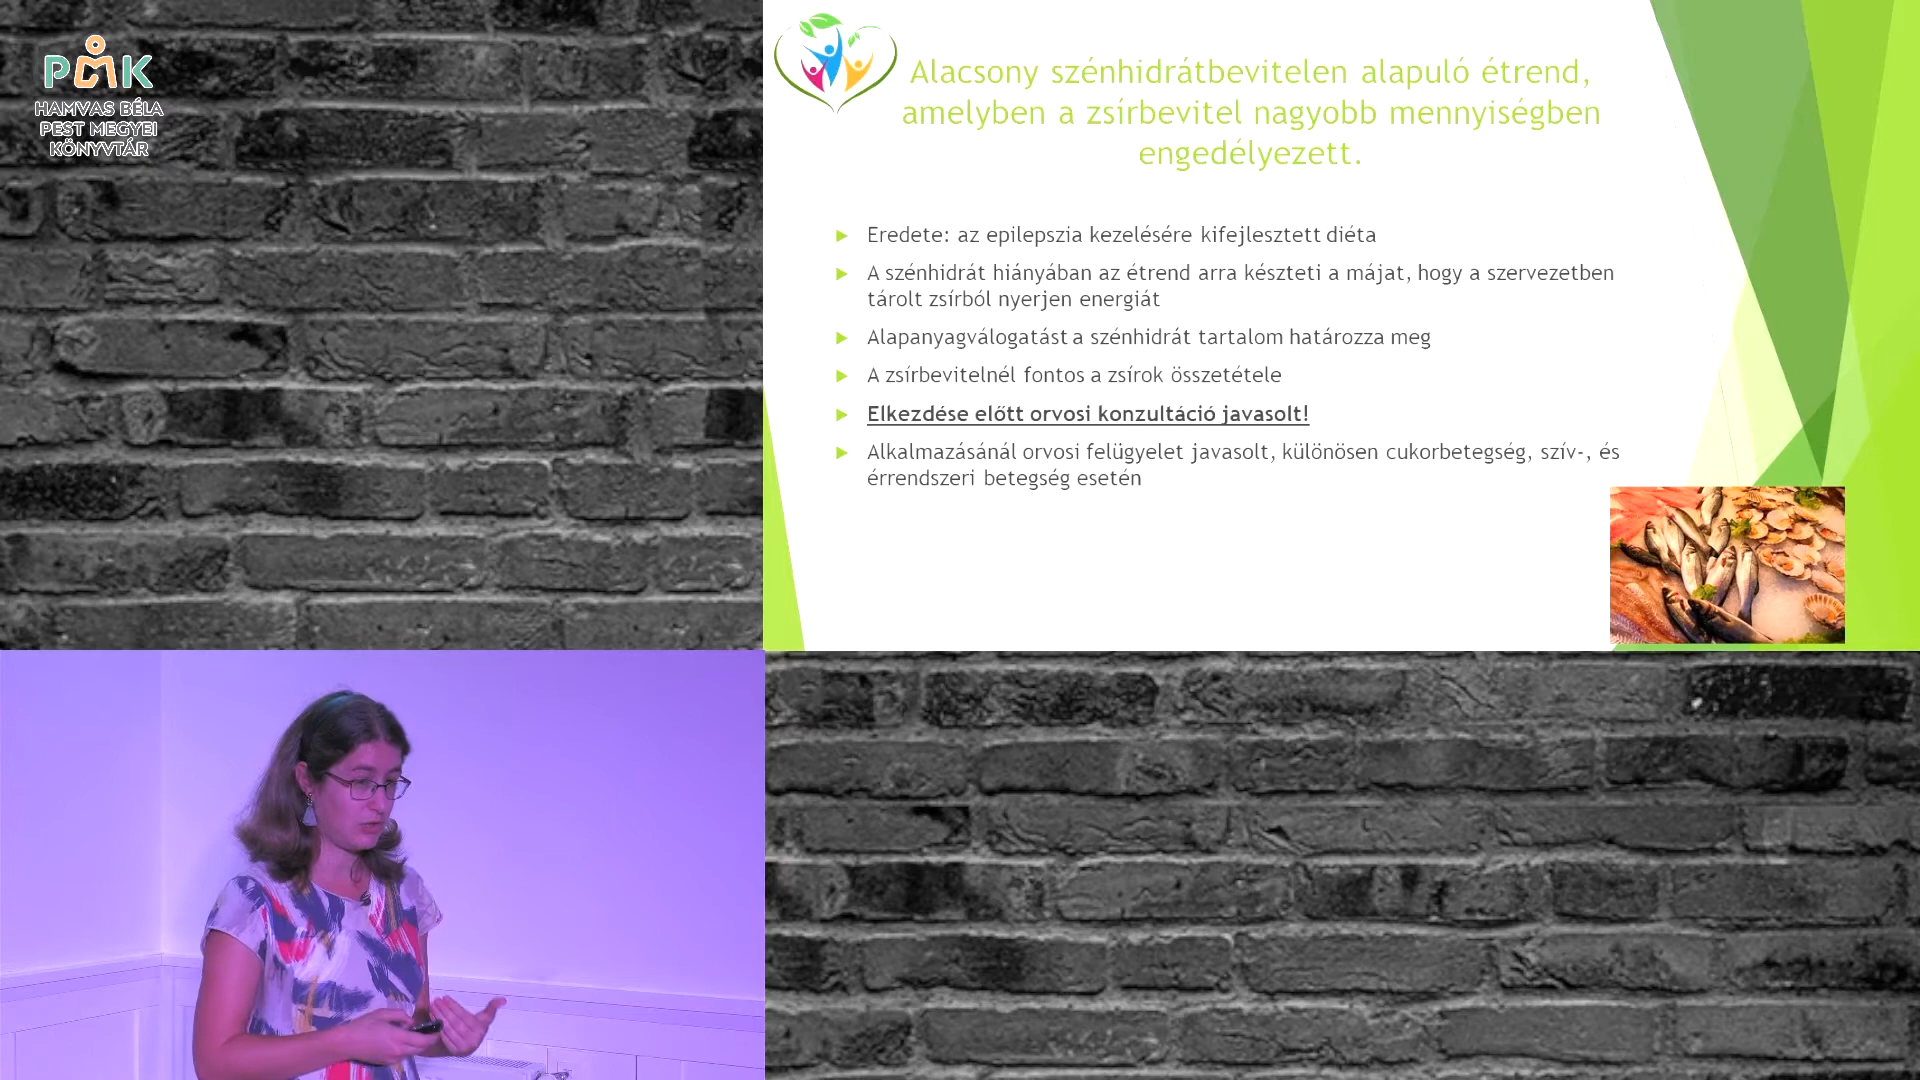 PMK
HAMVAS BÉLA
PEST MEGYEI
KÖNYVTÁR
Alacsony szénhidrátbevitelen alapuló étrend,
amelyben a zsírbevitel nagyobb mennyiségben
engedélyezett.
Eredete: az epilepszia kezelésére kifejlesztett diéta
A szénhidrát hiányában az étrend arra készteti a májat, hogy a szervezetben
tárolt zsírból nyerjen energiát
Alapanyagválogatást a szénhidrát tartalom határozza meg
A zsírbevitelnél fontos a zsírok összetétele
Elkezdése előtt orvosi konzultáció javasolt!
Alkalmazásánál orvosi felügyelet javasolt, különösen cukorbetegség, szív-, és
érrendszeri betegség esetén